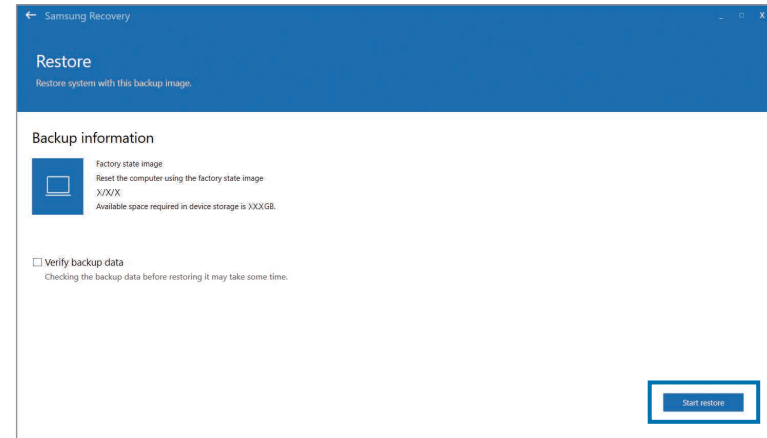 ← Samsung Recovery
_ □ X
Restore
Restore system with this backup image.
Backup information
Factory state image
Reset the computer using the factory state image
X/X/X
Available space required in device storage is XXXGB.
Verify backup data
Checking the backup data before restoring it may take some time.
Start restore